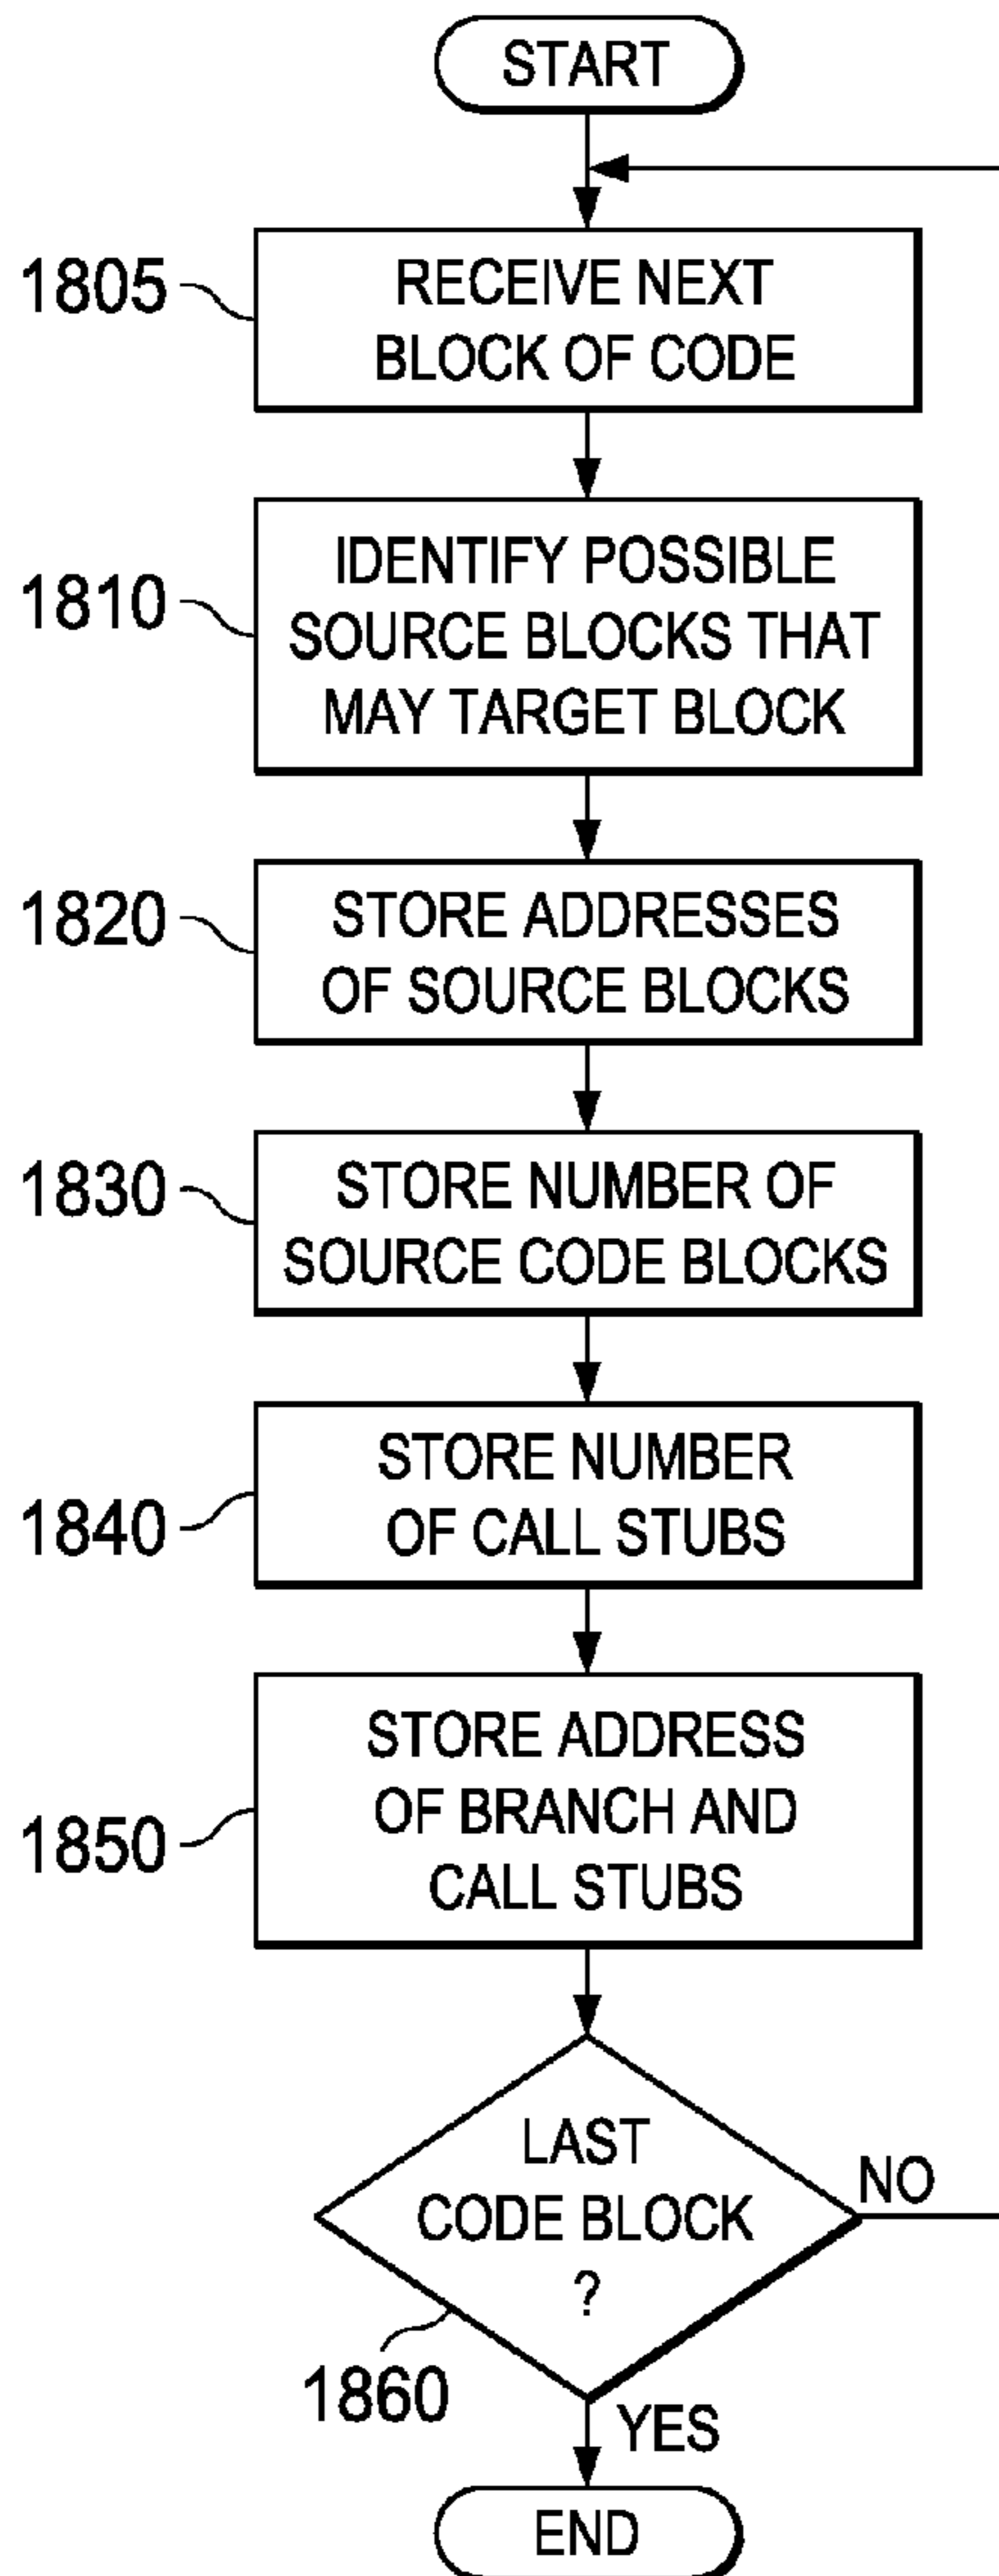 START
1805
RECEIVE NEXT
BLOCK OF CODE
1810
IDENTIFY POSSIBLE
SOURCE BLOCKS THAT
MAY TARGET BLOCK
1820
STORE ADDRESSES
OF SOURCE BLOCKS
1830
STORE NUMBER OF
SOURCE CODE BLOCKS
1840
STORE NUMBER
OF CALL STUBS
1850
STORE ADDRESS
OF BRANCH AND
CALL STUBS
LAST
CODE BLOCK
?
NO
1860
YES
END